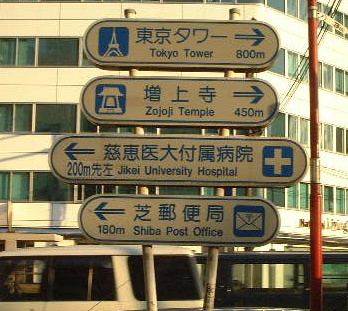 東京タワー
Tokyo Tower 800m
増上寺
Zojoji Temple 450m
慈恵医大付属病院
200m先左 Jikei University Hospital
芝郵便局
180m Shiba Post Office